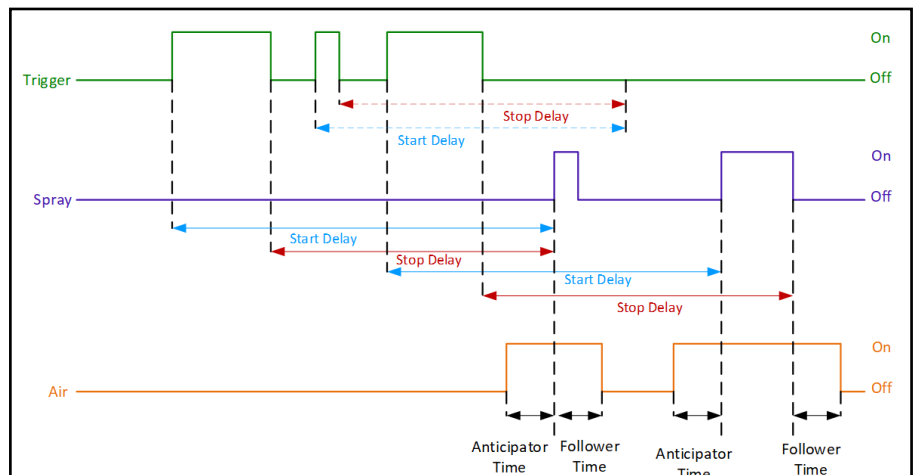 On
Trigger
Off
Stop Delay
Start Delay
On
Spray
Off
Start Delay
Stop Delay
Start Delay
Stop Delay
On
Air
Off
Anticipator
Time
Follower
Time
Anticipator
Time
Follower
Time